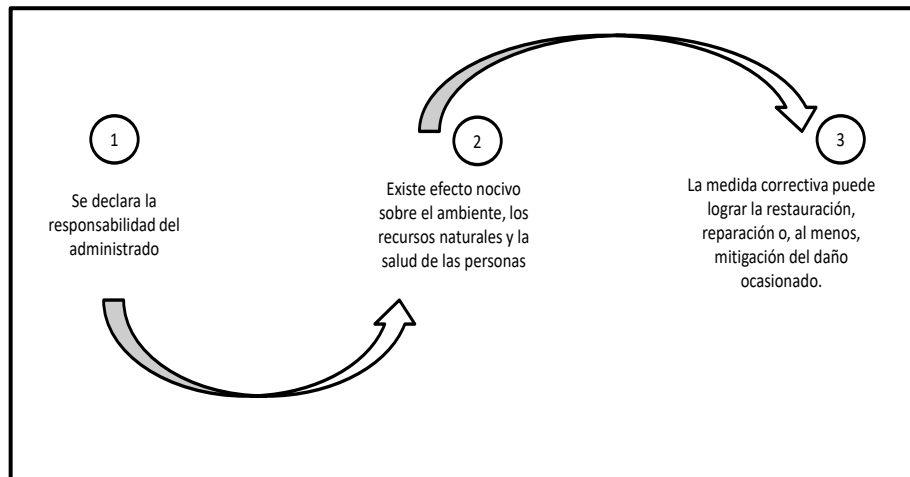 1
Se declara la
responsabilidad del
administrado
2
Existe efecto nocivo
sobre el ambiente, los
recursos naturales y la
salud de las personas
3
La medida correctiva puede
lograr la restauración,
reparación o, al menos,
mitigación del daño
ocasionado.